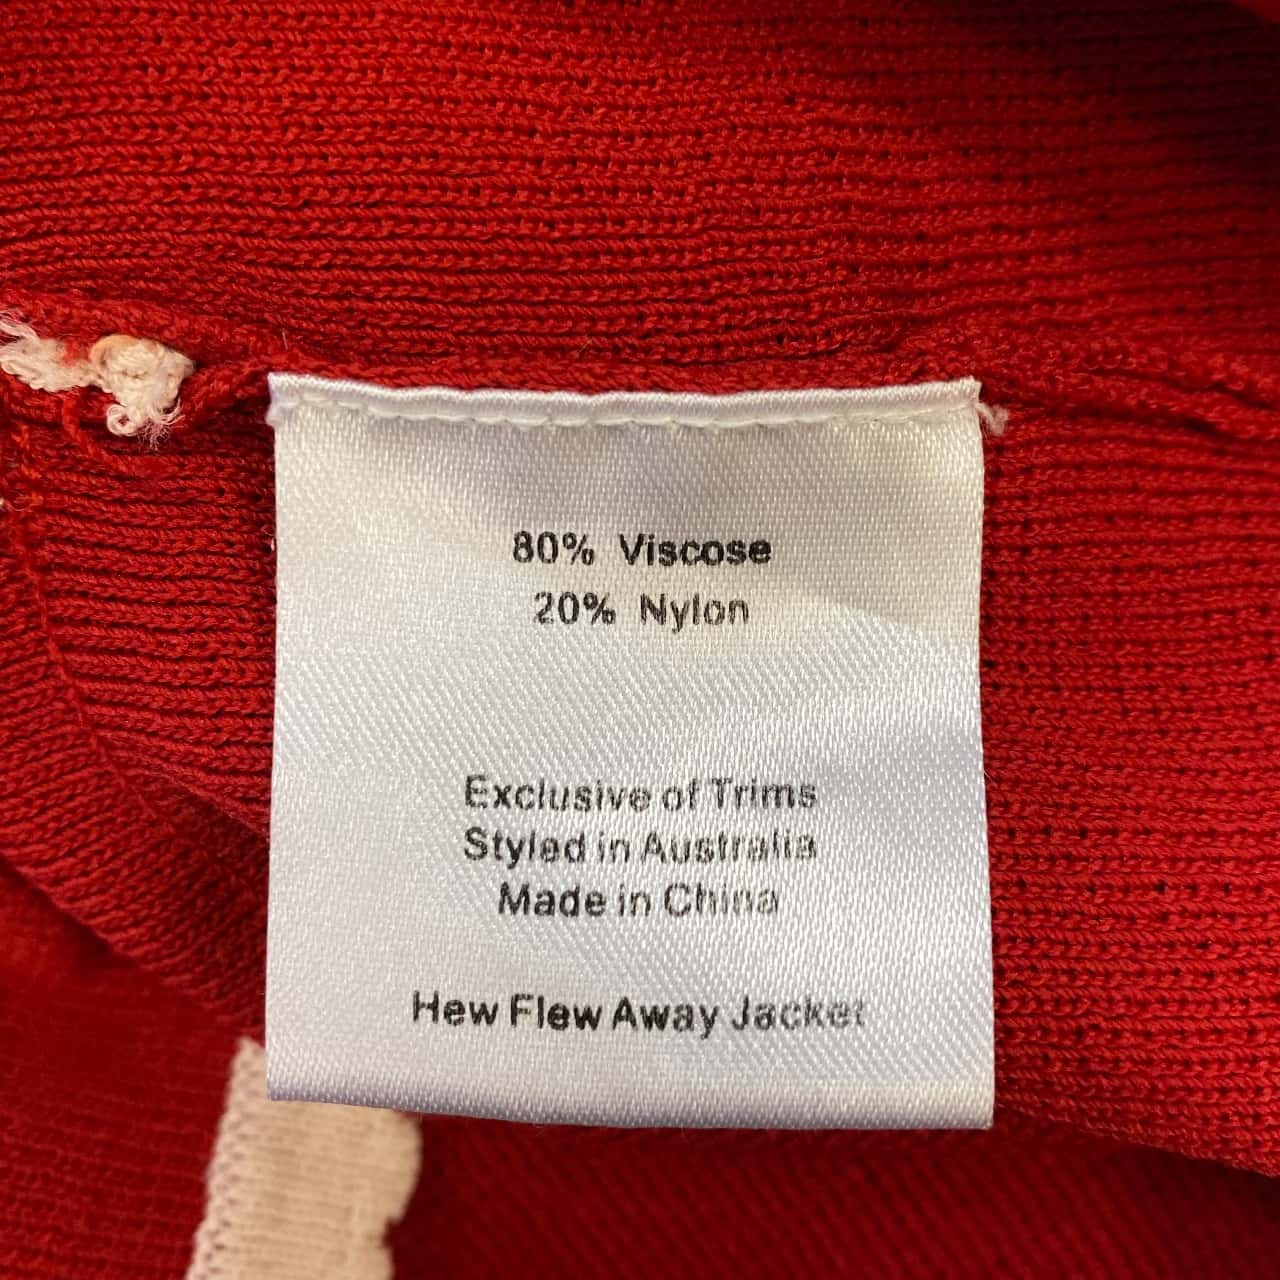 80% Viscose
20% Nylon
Exclusive of Trims
Styled in Australia
Made in China
Hew Flew Away Jacket